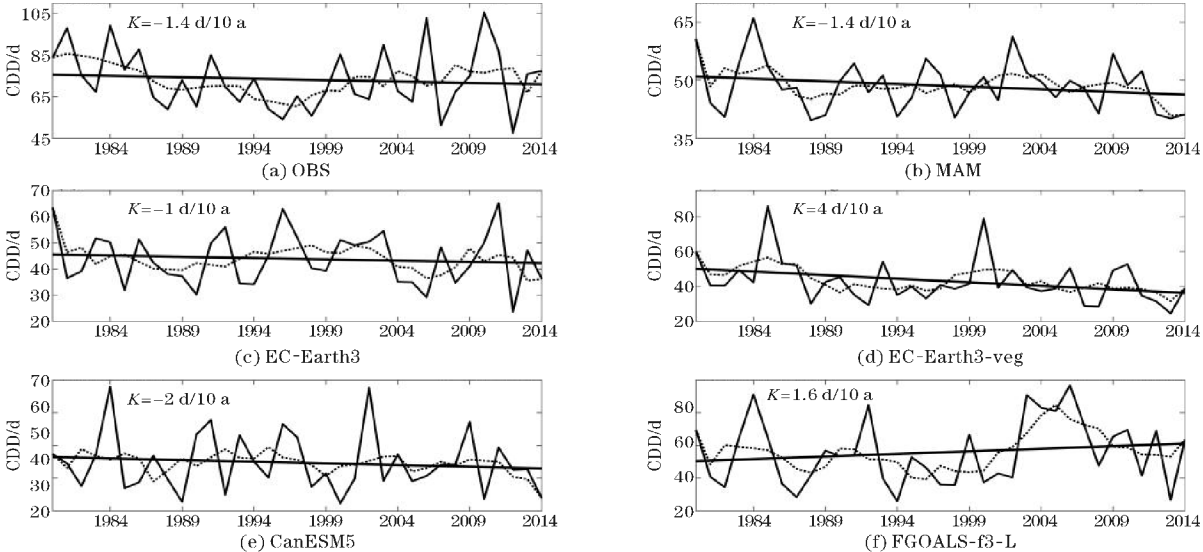 105
85
65
45
CDD/d
K=−1.4 d/10 a
1984 1989 1994 1999 2004 2009 2014
(a) OBS
65
50
35
CDD/d
K=−1.4 d/10 a
1984 1989 1994 1999 2004 2009 2014
(b) MAM
70
60
50
40
30
20
CDD/d
K=−1 d/10 a
1984 1989 1994 1999 2004 2009 2014
(c) EC-Earth3
80
60
40
20
CDD/d
K=4 d/10 a
1984 1989 1994 1999 2004 2009 2014
(d) EC-Earth3-veg
70
60
50
40
30
20
CDD/d
K=−2 d/10 a
1984 1989 1994 1999 2004 2009 2014
(e) CanESM5
80
60
40
20
CDD/d
K=1.6 d/10 a
1984 1989 1994 1999 2004 2009 2014
(f) FGOALS-f3-L